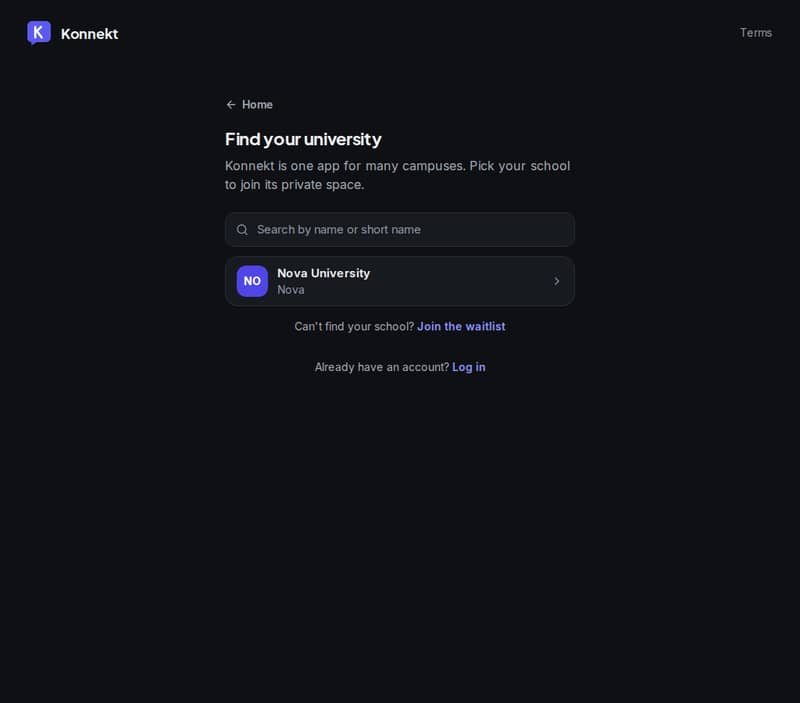 K Konnekt
Terms
Home
Find your university
Konnekt is one app for many campuses. Pick your school
to join its private space.
Search by name or short name
NO
Nova University
Nova
Can't find your school? Join the waitlist
Already have an account? Log in